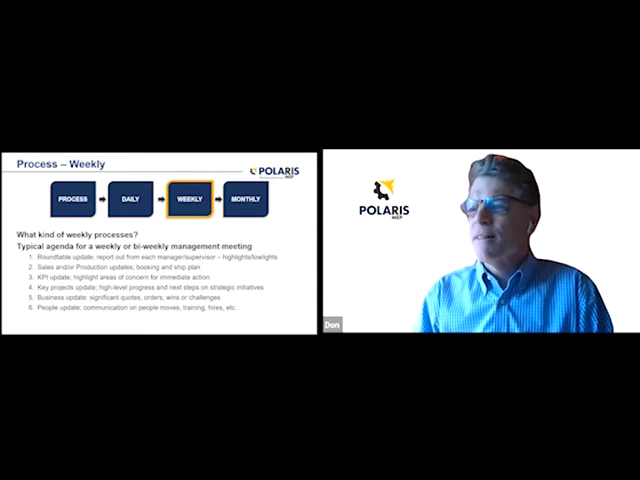 Process – Weekly
POLARIS
MEP
PROCESS
DAILY
WEEKLY
MONTHLY
What kind of weekly processes?
Typical agenda for a weekly or bi-weekly management meeting
1. Roundtable update, report out from each manager/supervisor – highlights/lowlights
2. Sales and/or Production updates; booking and ship plan
3. KPI update; highlight areas of concern for immediate action
4. Key projects update; high-level progress and next steps on strategic initiatives
5. Business update: significant quotes, orders, wins or challenges
6. People update; communication on people moves, training, hires, etc.
POLARIS
MEP
Don